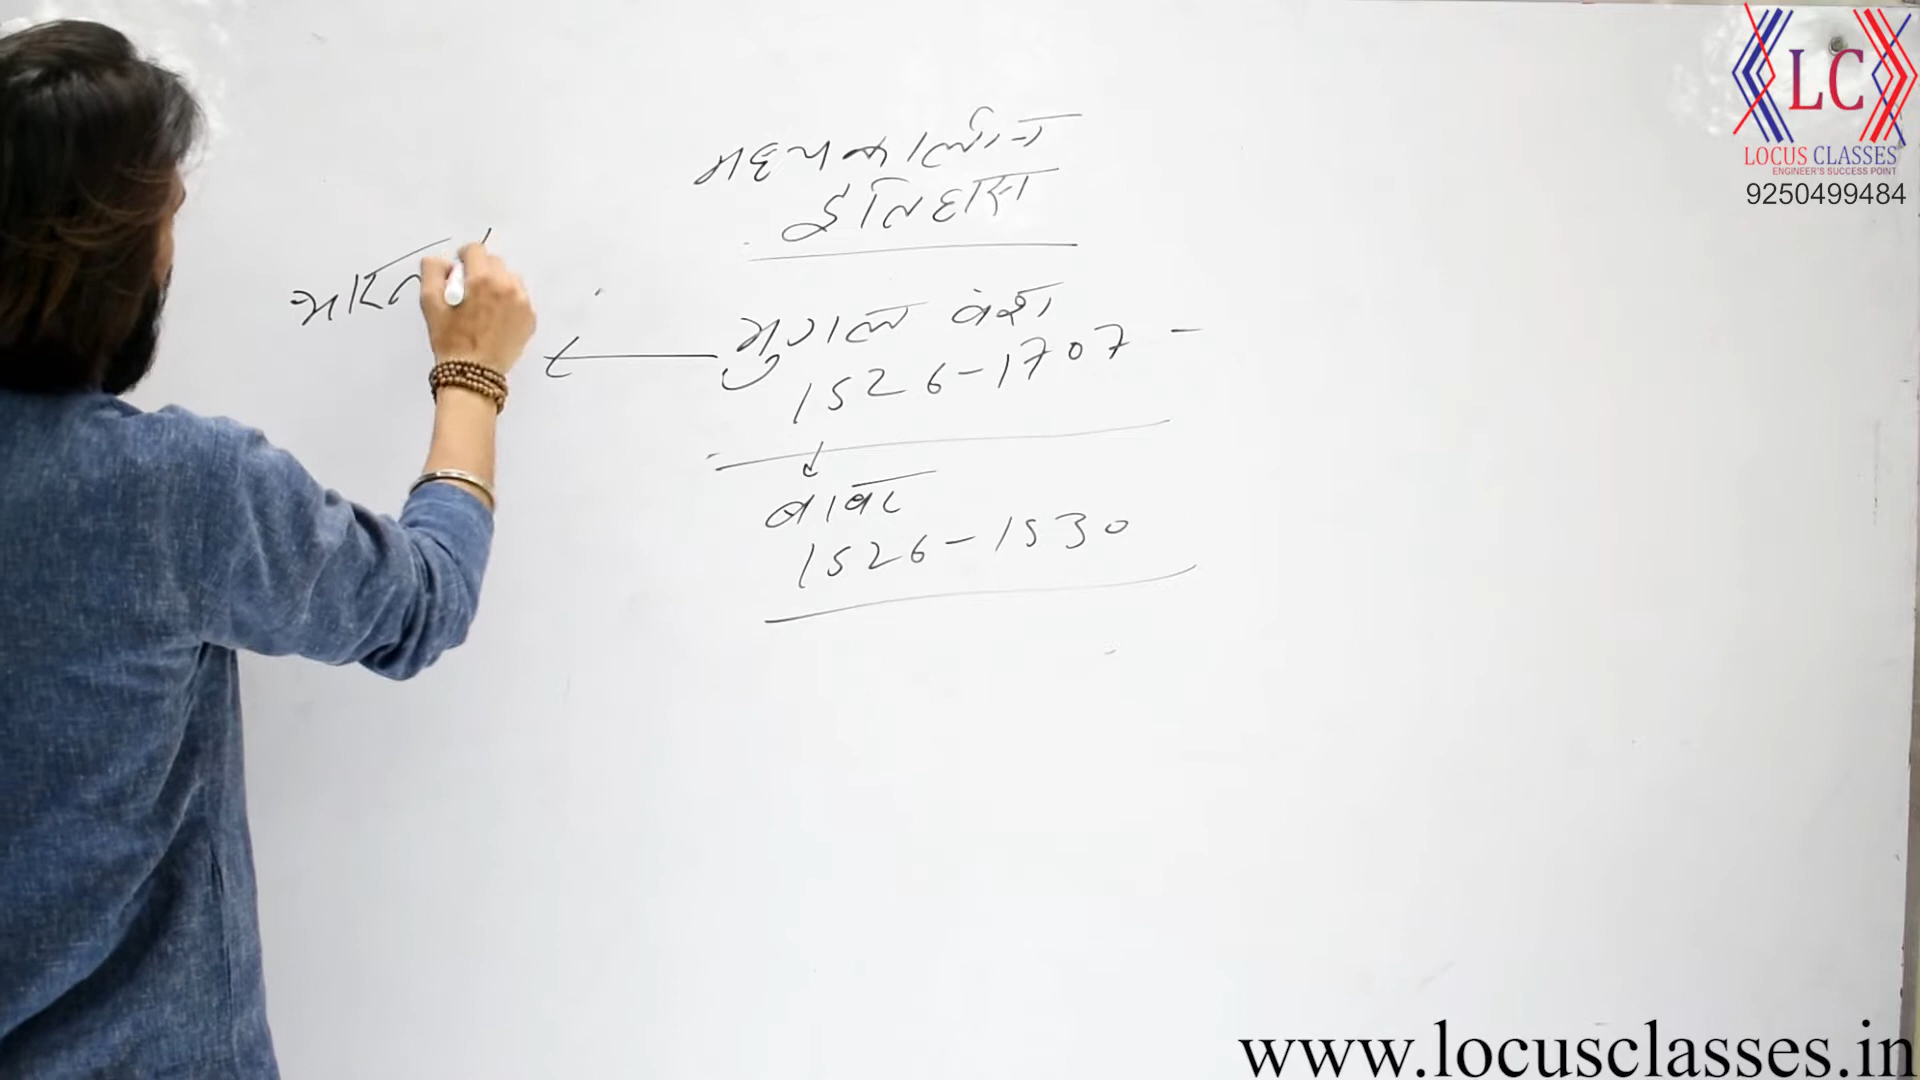 मध्यकालीन
इतिहास
भारत
मुगल वंश
1526-1707 -
बाबर
1526-1530
LC
LOCUS CLASSES
ENGINEER'S SUCCESS POINT
9250499484
www.locusclasses.in